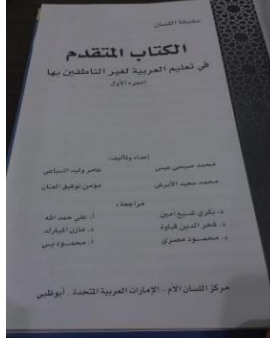 سلسلة اللسان
الكتاب المتقدم
في تعليم العربية لغير الناطقين بها
الجزء الأول
إعداد وتأليف:
محمد صبحي عبس عامر وليد السباعي
محمد سعيد الأبرش مؤمن توفيق العنان
مراجعة:
د. بكري شيخ أمين أ. علي حمد الله
د. فخر الدين قباوة د. مازن المبارك
د. محمود مصري أ. محمود بي
مركز اللسان الأم - الإمارات العربية المتحدة - أبوظبي